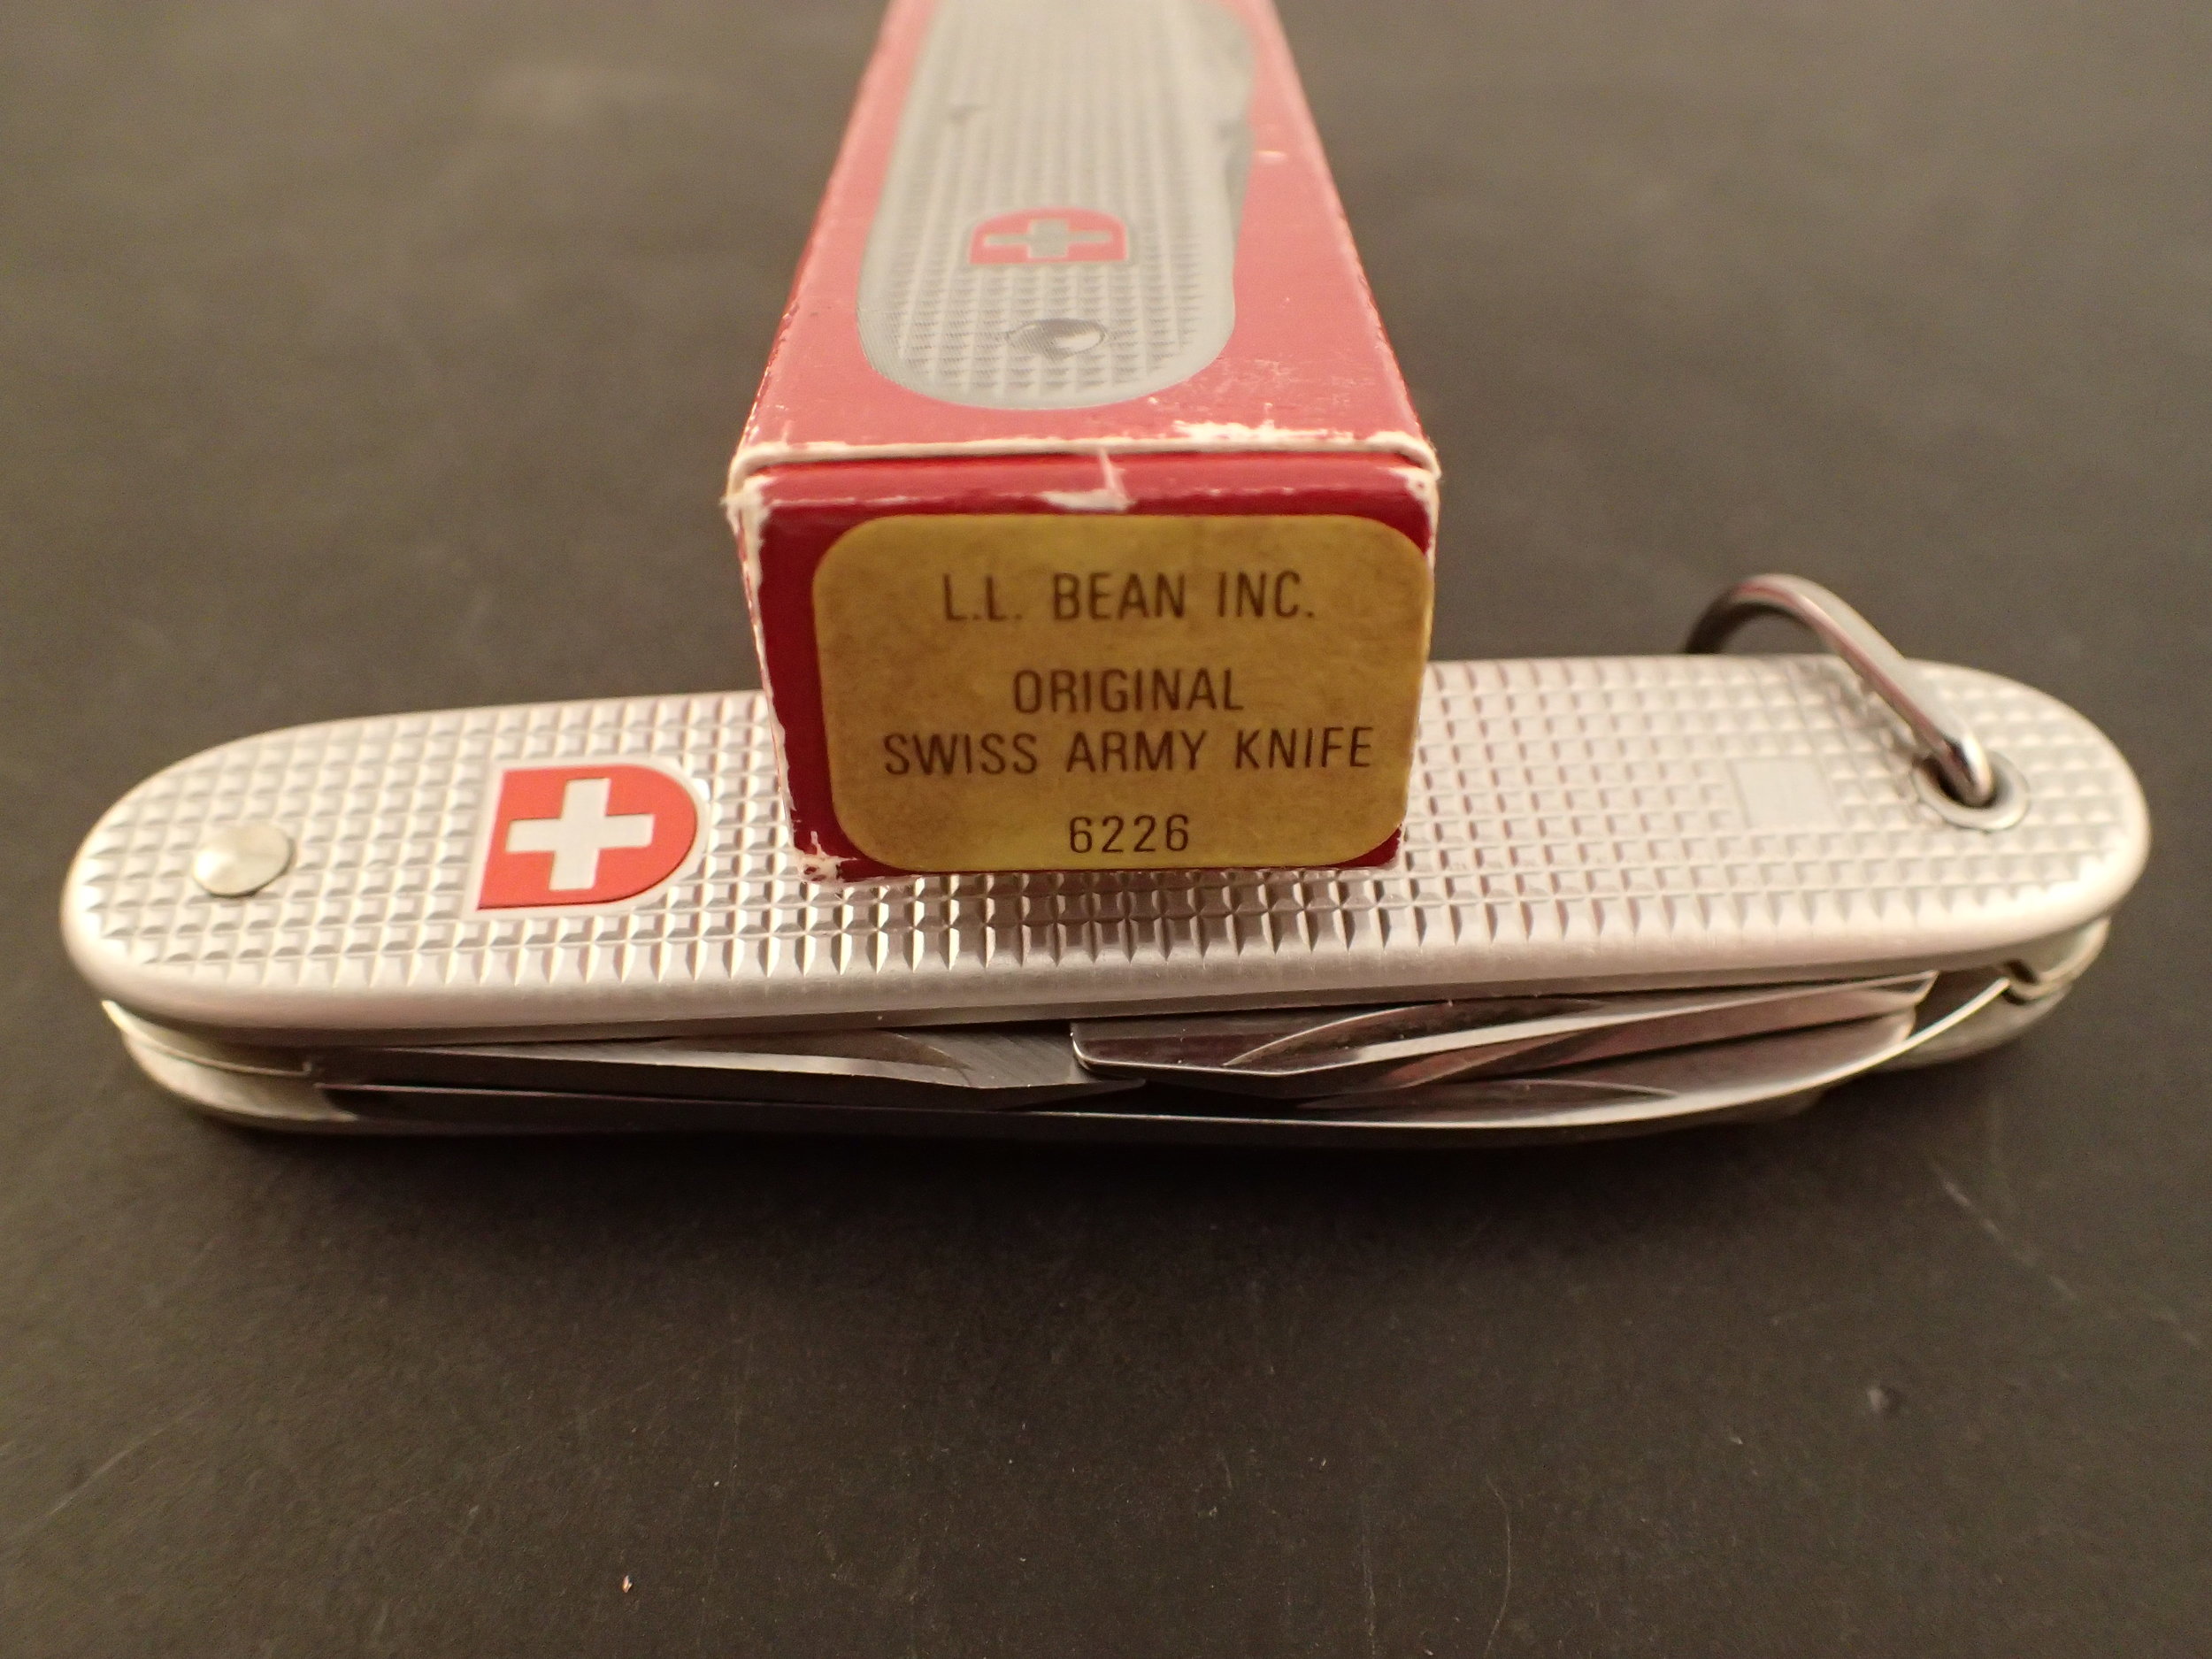 L.L. BEAN INC.
ORIGINAL
SWISS ARMY KNIFE
6226